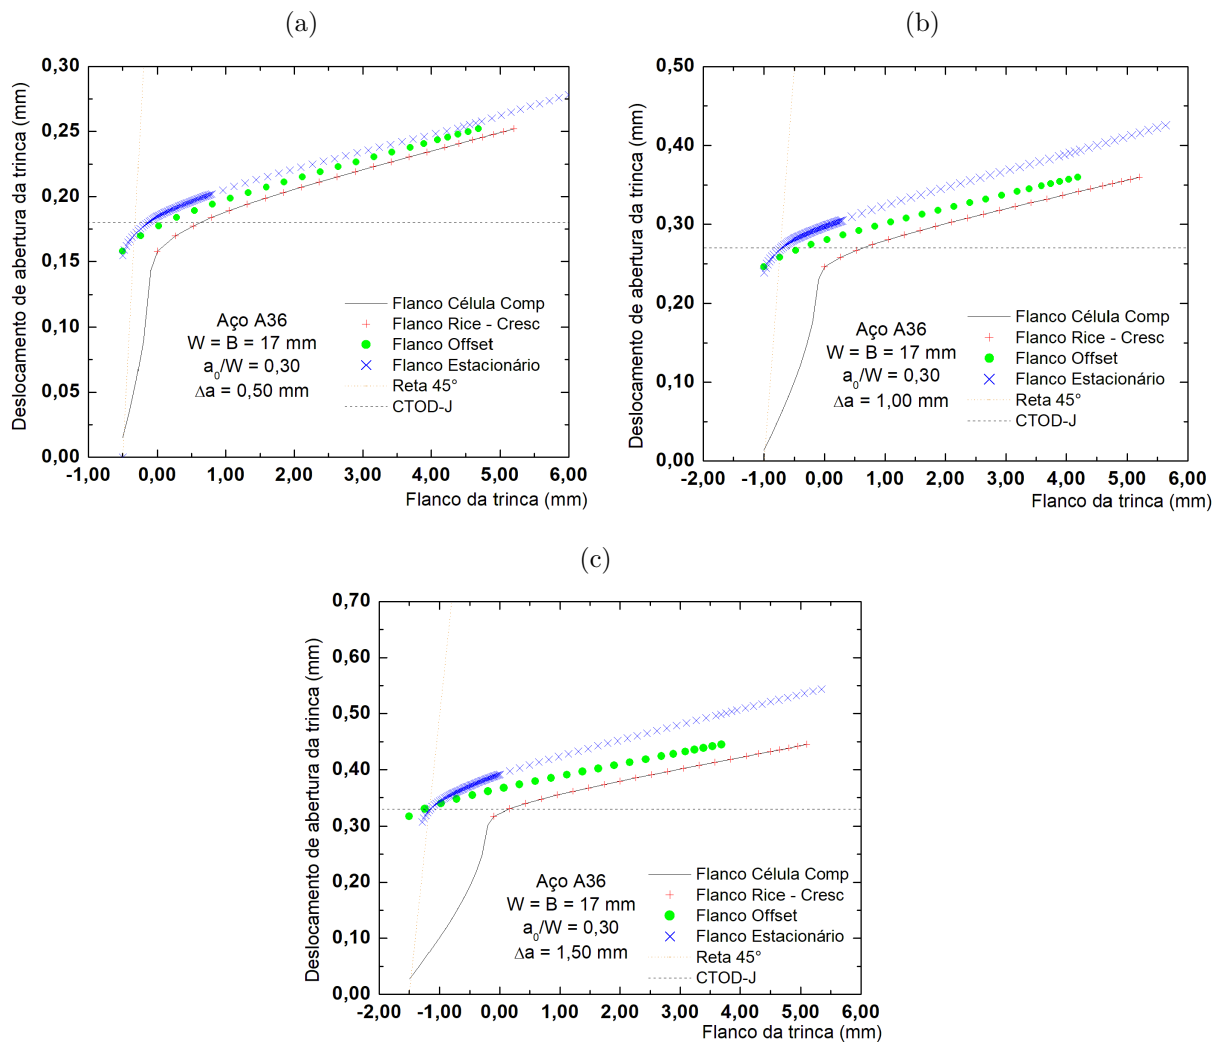 (a)
Deslocamento de abertura da trinca (mm)
0,30
0,25
0,20
0,15
0,10
0,05
0,00
-1,00 0,00 1,00 2,00 3,00 4,00 5,00 6,00
Flanco da trinca (mm)
Aço A36
W = B = 17 mm
a0/W = 0,30
Δa = 0,50 mm
Flanco Célula Comp
Flanco Rice - Cresc
Flanco Offset
Flanco Estacionário
Reta 45°
CTOD-J
(b)
Deslocamento de abertura da trinca (mm)
0,50
0,40
0,30
0,20
0,10
0,00
-2,00 -1,00 0,00 1,00 2,00 3,00 4,00 5,00 6,00
Flanco da trinca (mm)
Aço A36
W = B = 17 mm
a0/W = 0,30
Δa = 1,00 mm
Flanco Célula Comp
Flanco Rice - Cresc
Flanco Offset
Flanco Estacionário
Reta 45°
CTOD-J
(c)
Deslocamento de abertura da trinca (mm)
0,70
0,60
0,50
0,40
0,30
0,20
0,10
0,00
-2,00 -1,00 0,00 1,00 2,00 3,00 4,00 5,00 6,00
Flanco da trinca (mm)
Aço A36
W = B = 17 mm
a0/W = 0,30
Δa = 1,50 mm
Flanco Célula Comp
Flanco Rice - Cresc
Flanco Offset
Flanco Estacionário
Reta 45°
CTOD-J